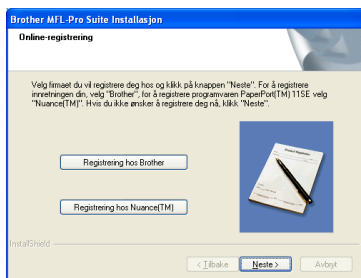 Brother MFL-Pro Suite Installasjon
Online-registrering
Velg firmaet du vil registrere deg hos og klikk på knappen "Neste". For å registrere
innretningen din, velg "Brother", for å registrere programvaren PaperPort(TM) 11SE velg
"Nuance(TM)". Hvis du ikke ønsker å registrere deg nå, klikk "Neste".
Registrering hos Brother
Registrering hos Nuance(TM)
InstallShield
< Tilbake Neste > Avbryt